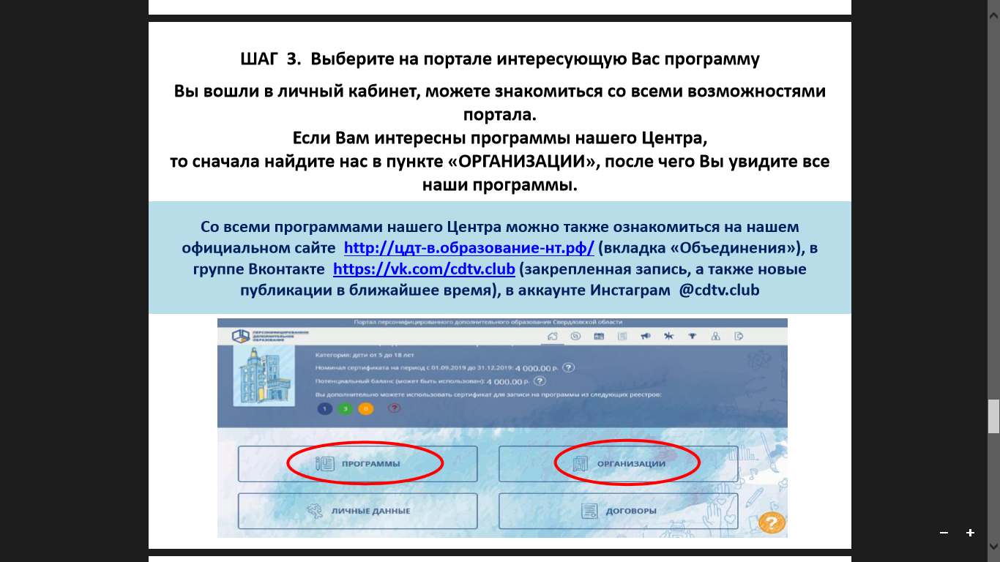 ШАГ 3. Выберите на портале интересующую Вас программу
Вы вошли в личный кабинет, можете знакомиться со всеми возможностями
портала.
Если Вам интересны программы нашего Центра,
то сначала найдите нас в пункте «ОРГАНИЗАЦИИ», после чего Вы увидите все
наши программы.
Со всеми программами нашего Центра можно также ознакомиться на нашем
официальном сайте http://цдт-в.образование-нт.рф/ (вкладка «Объединения»), в
группе Вконтакте https://vk.com/cdtv.club (закрепленная запись, а также новые
публикации в ближайшее время), в аккаунте Инстаграм @cdtv.club
Портал персонифицированного дополнительного образования Свердловской области
ПЕРСОНИФИЦИРОВАННОЕ
ДОПОЛНИТЕЛЬНОЕ
ОБРАЗОВАНИЕ
Категория: дети от 5 до 18 лет
Номинал сертификата на период с 01.09.2019 до 31.12.2019: 4 000.00 р. ?
Потенциальный баланс (может быть использован): 4 000.00 р. ?
Вы дополнительно можете использовать сертификат для записи на программы из следующих реестров:
1 3 0 ?
ПРОГРАММЫ
ОРГАНИЗАЦИИ
ЛИЧНЫЕ ДАННЫЕ
ДОГОВОРЫ
?